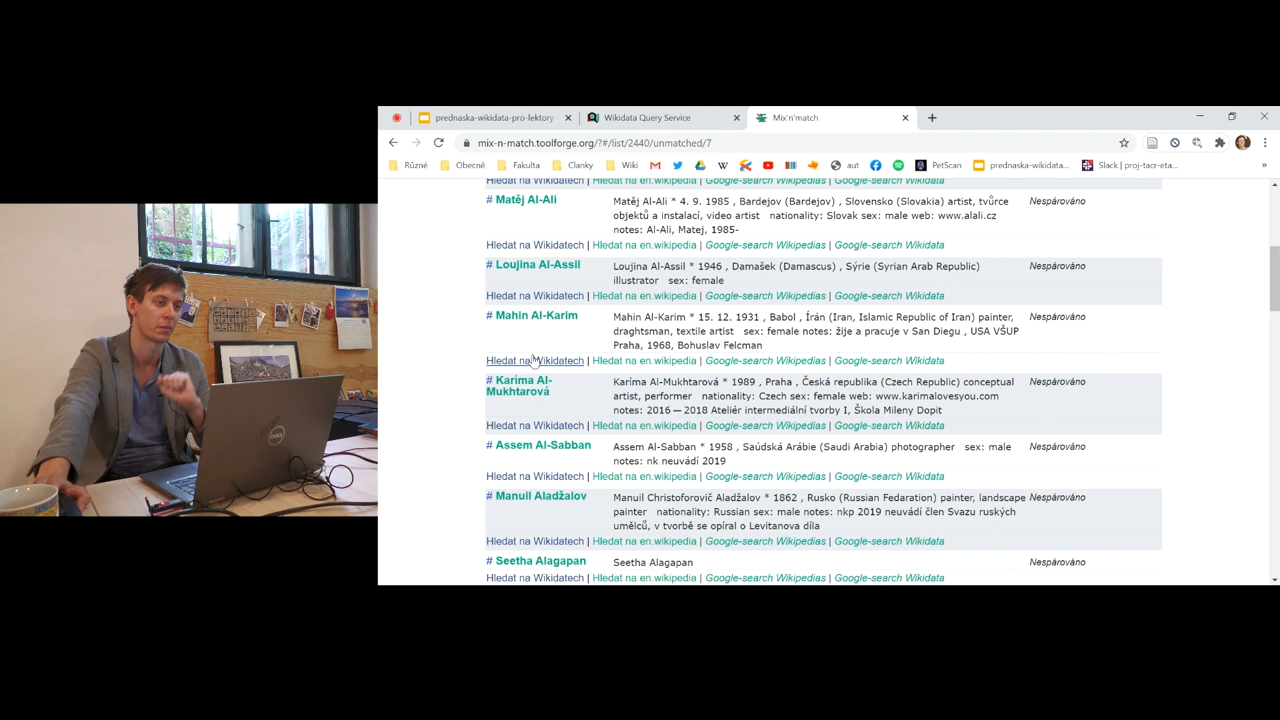 prednaska-wikidata-pro-lektory
Wikidata Query Service
Mix'n'match
mix-n-match.toolforge.org/?#/list/2440/unmatched/7
Různé
Obecně
Fakulta
Clanky
Wiki
aut
PetScan
prednaska-wikidata...
Slack | proj-tacr-eta...
Hledat na Wikidatech | Hledat na en.wikipedia | Google-search Wikipedias | Google-search Wikidata
# Matěj Al-Ali
Matěj Al-Ali * 4. 9. 1985 , Bardejov (Bardejov) , Slovensko (Slovakia) artist, tvůrce
objektů a instalací, video artist nationality: Slovak sex: male web: www.alali.cz
notes: Al-Ali, Matej, 1985-
Nespárováno
Hledat na Wikidatech | Hledat na en.wikipedia | Google-search Wikipedias | Google-search Wikidata
# Loujina Al-Assil
Loujina Al-Assil * 1946 , Damašek (Damascus) , Sýrie (Syrian Arab Republic)
illustrator sex: female
Nespárováno
Hledat na Wikidatech | Hledat na en.wikipedia | Google-search Wikipedias | Google-search Wikidata
# Mahin Al-Karim
Mahin Al-Karim * 15. 12. 1931 , Babol , Írán (Iran, Islamic Republic of Iran) painter,
draghtsman, textile artist sex: female notes: žije a pracuje v San Diegu , USA VŠUP
Praha, 1968, Bohuslav Felcman
Nespárováno
Hledat na Wikidatech | Hledat na en.wikipedia | Google-search Wikipedias | Google-search Wikidata
# Karíma Al-
Mukhtarová
Karíma Al-Mukhtarová * 1989 , Praha , Česká republika (Czech Republic) conceptual
artist, performer nationality: Czech sex: female web: www.karimalovesyou.com
notes: 2016 — 2018 Ateliér intermediální tvorby I, Škola Mileny Dopit
Nespárováno
Hledat na Wikidatech | Hledat na en.wikipedia | Google-search Wikipedias | Google-search Wikidata
# Assem Al-Sabban
Assem Al-Sabban * 1958 , Saúdská Arábie (Saudi Arabia) photographer sex: male
notes: nk neuvádí 2019
Nespárováno
Hledat na Wikidatech | Hledat na en.wikipedia | Google-search Wikipedias | Google-search Wikidata
# Manuil Aladžalov
Manuil Christoforovič Aladžalov * 1862 , Rusko (Russian Fedaration) painter, landscape
painter nationality: Russian sex: male notes: nkp 2019 neuvádí člen Svazu ruských
umělců, v tvorbě se opíral o Levitanova díla
Nespárováno
Hledat na Wikidatech | Hledat na en.wikipedia | Google-search Wikipedias | Google-search Wikidata
# Seetha Alagapan
Seetha Alagapan
Nespárováno
Hledat na Wikidatech | Hledat na en.wikipedia | Google-search Wikipedias | Google-search Wikidata
DELL